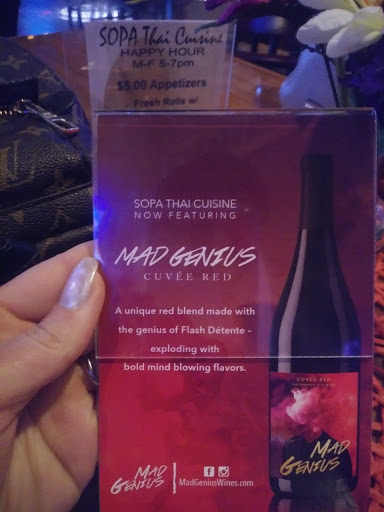 SOPA Thai Cuisine
HAPPY HOUR
M-F 5-7pm
$5.00 Appetizers
Fresh Rolls w/
SOPA THAI CUISINE
NOW FEATURING
MAD GENIUS
CUVÉE RED
A unique red blend made with
the genius of Flash Détente -
exploding with
bold mind blowing flavors.
MAD
GENIUS
MadGeniusWines.com
CUVÉE RED
MAD
GENIUS